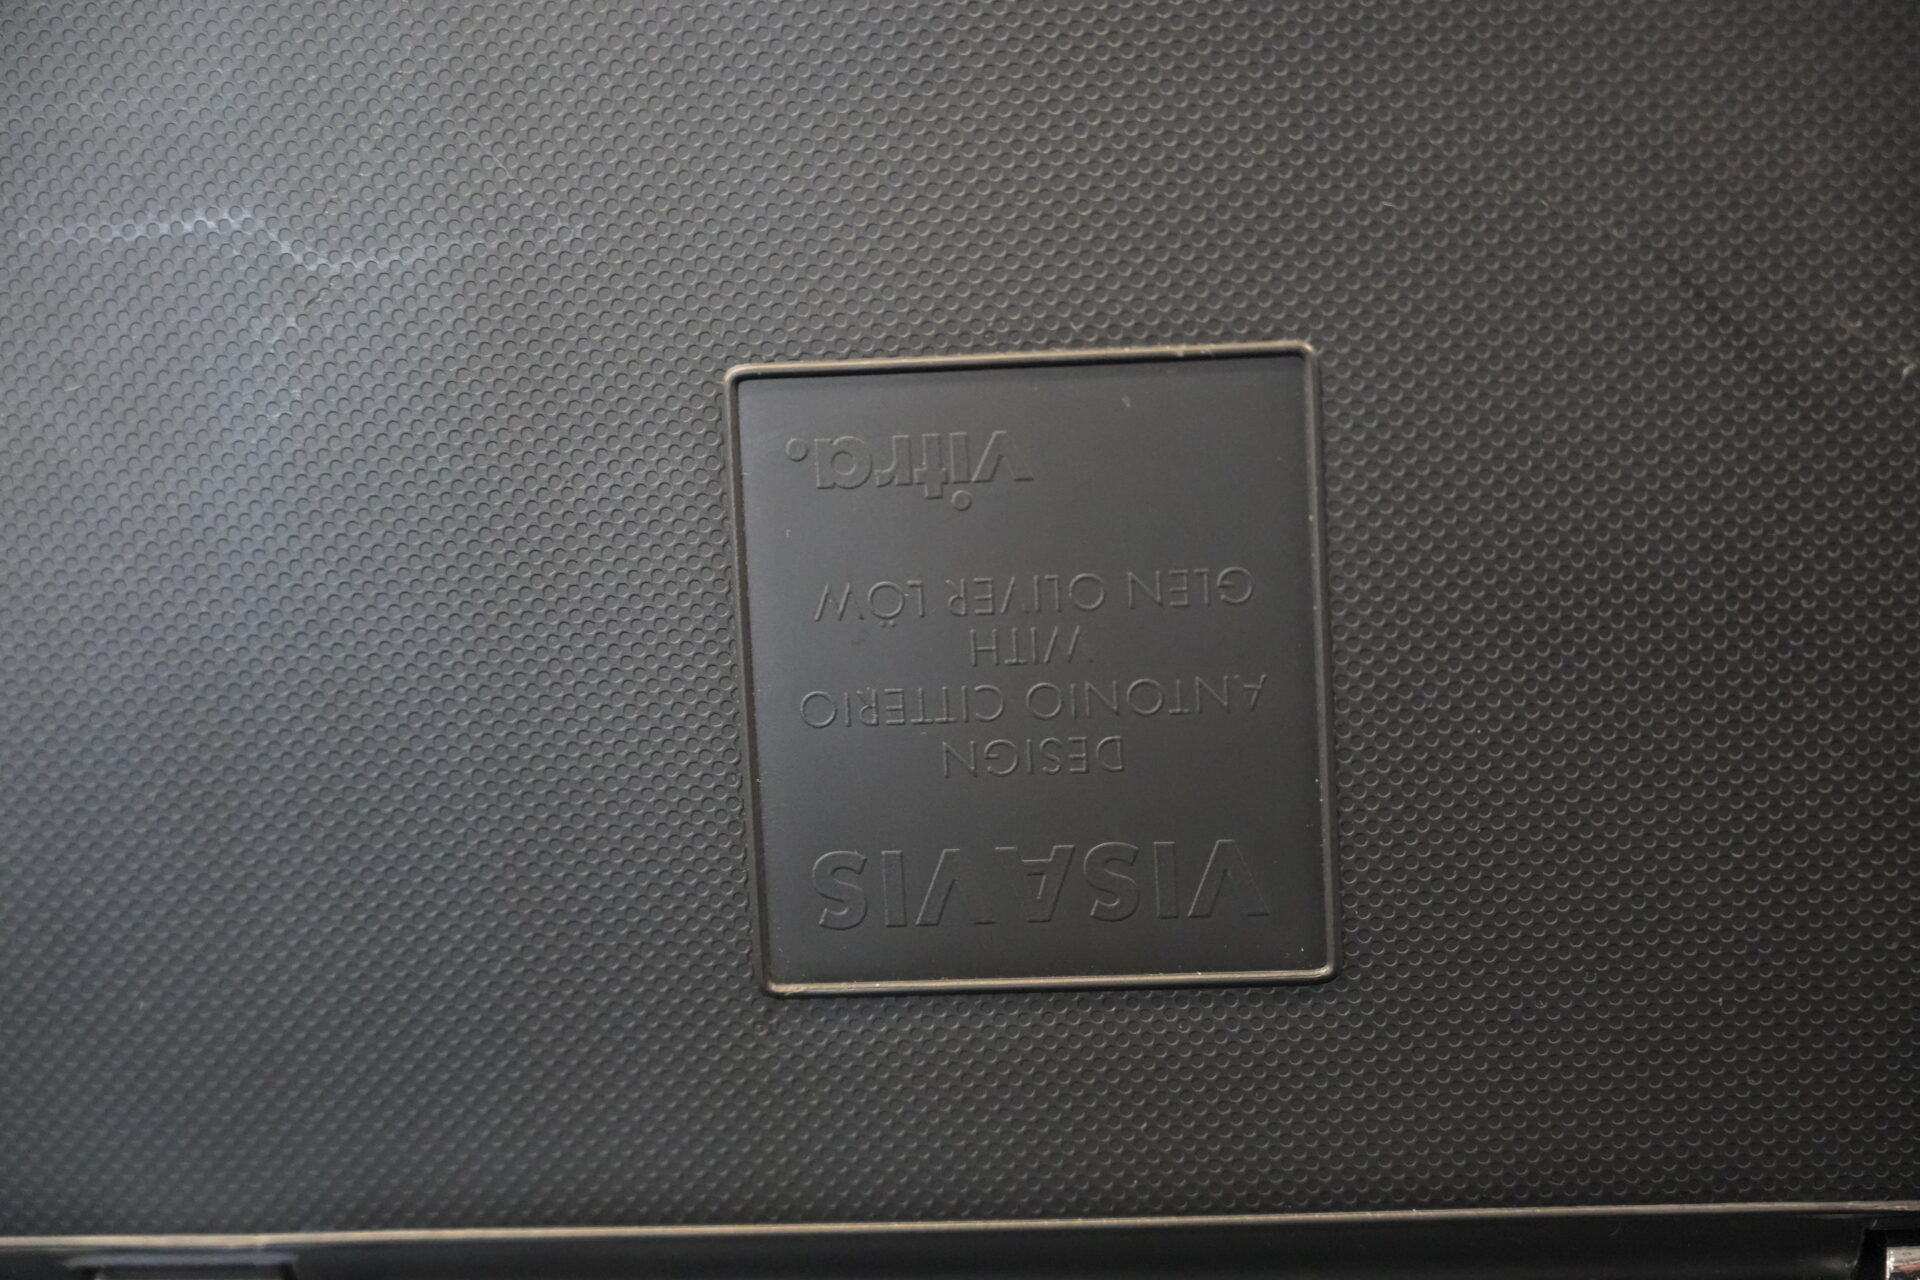 VISAVIS
DESIGN
ANTONIO CITTERIO
WITH
GLEN OLIVER LÖW
vitra.